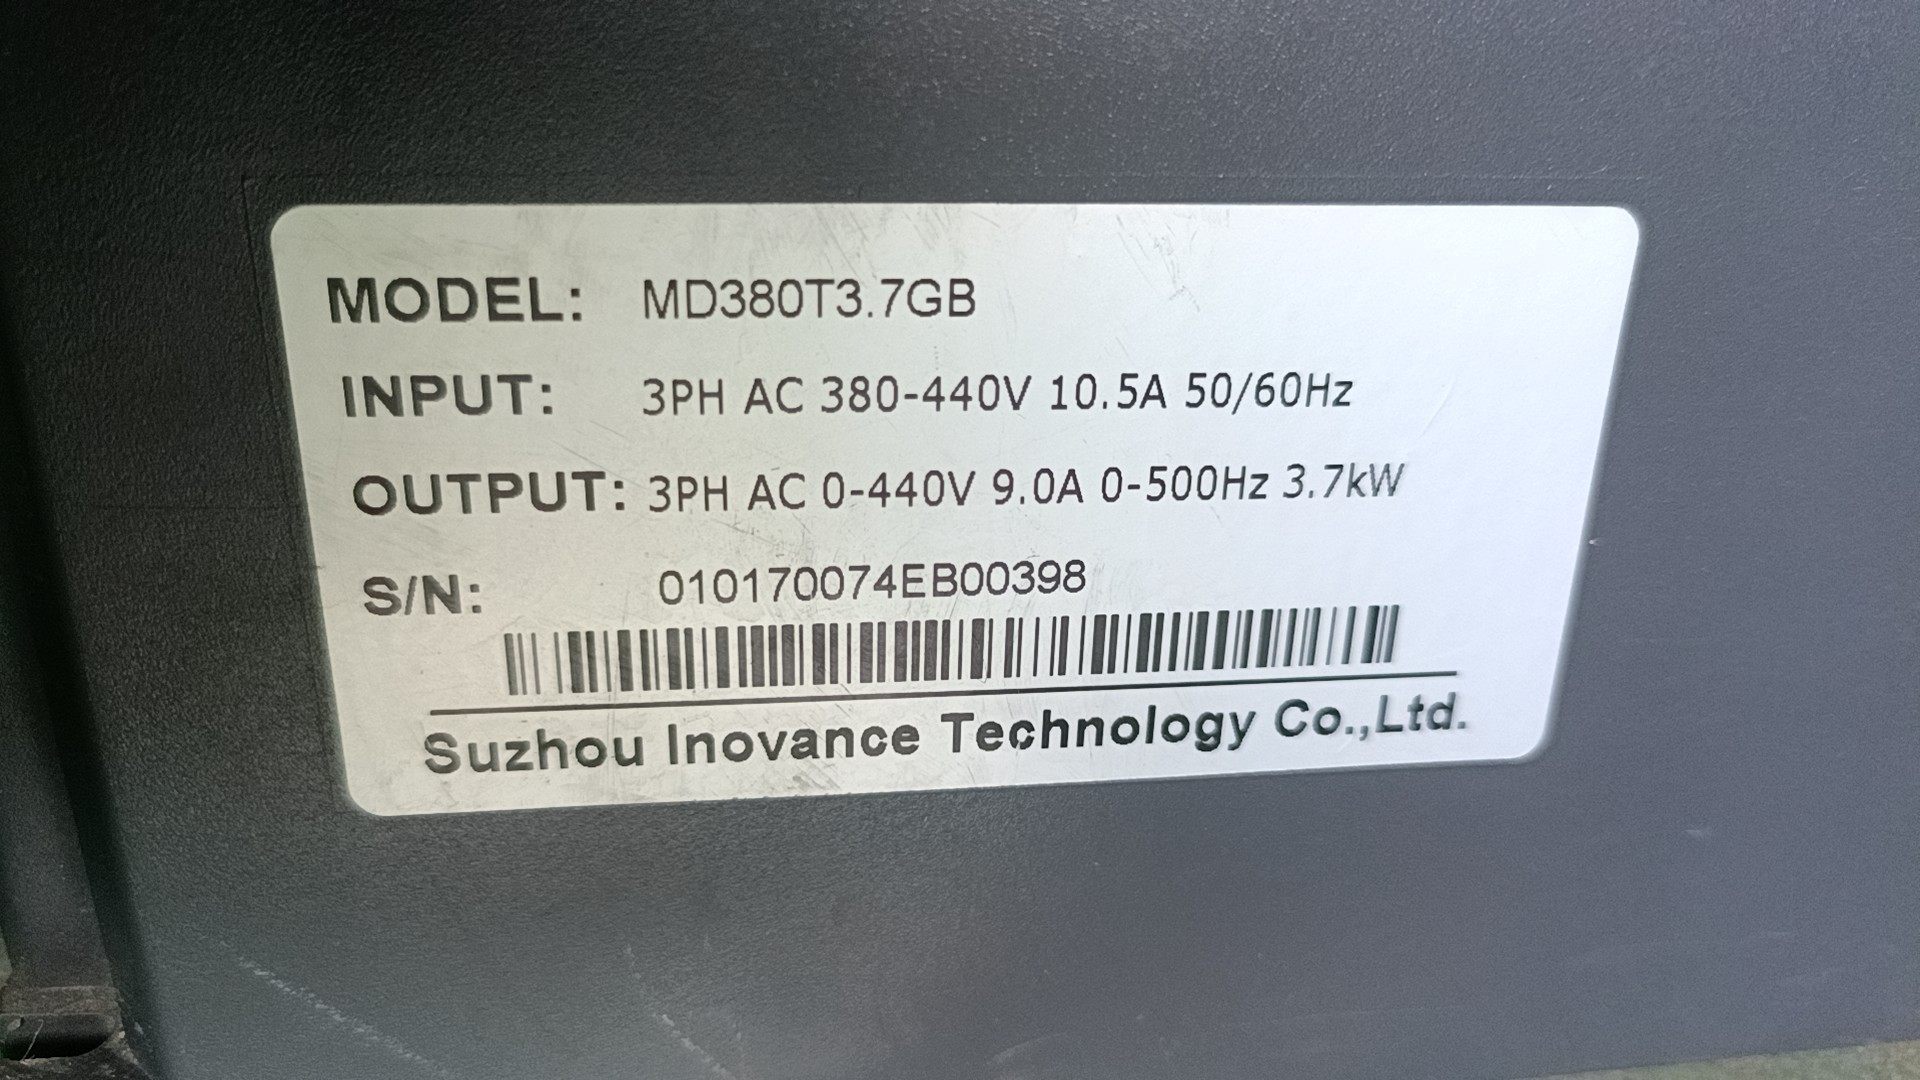 MODEL: MD380T3.7GB
INPUT: 3PH AC 380-440V 10.5A 50/60Hz
OUTPUT: 3PH AC 0-440V 9.0A 0-500Hz 3.7kW
S/N: 010170074EB00398
Suzhou Inovance Technology Co.,Ltd.